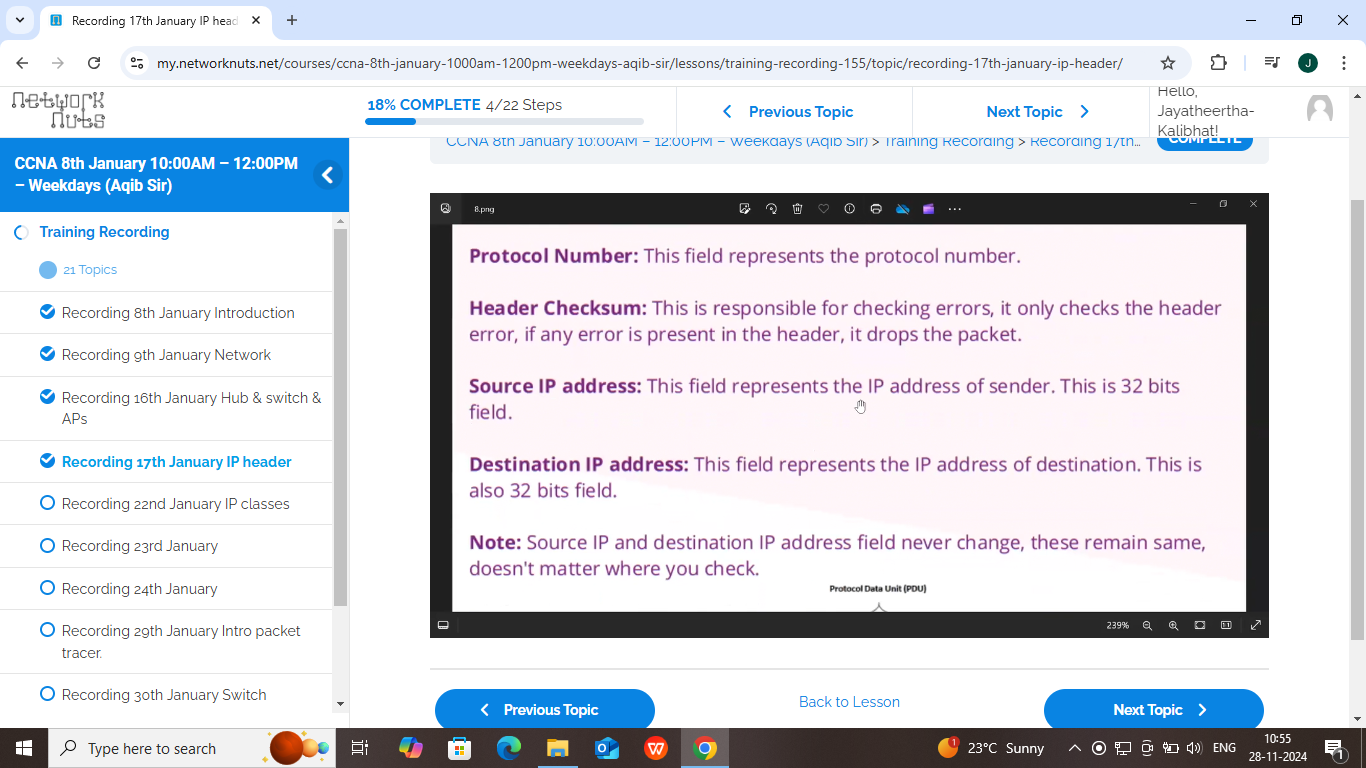 Recording 17th January IP head
my.networknuts.net/courses/ccna-8th-january-1000am-1200pm-weekdays-aqib-sir/lessons/training-recording-155/topic/recording-17th-january-ip-header/
J
Network
Nuts
18% COMPLETE 4/22 Steps
Previous Topic
Next Topic
Hello,
Jayatheertha-
Kalibhat!
CCNA 8th January 10:00AM – 12:00PM
– Weekdays (Aqib Sir)
Training Recording
21 Topics
Recording 8th January Introduction
Recording 9th January Network
Recording 16th January Hub & switch &
APs
Recording 17th January IP header
Recording 22nd January IP classes
Recording 23rd January
Recording 24th January
Recording 29th January Intro packet
tracer.
Recording 30th January Switch
CCNA 8th January 10:00AM – 12:00PM – Weekdays (Aqib Sir) > Training Recording > Recording 17th...
COMPLETE
8.png
Protocol Number: This field represents the protocol number.
Header Checksum: This is responsible for checking errors, it only checks the header
error, if any error is present in the header, it drops the packet.
Source IP address: This field represents the IP address of sender. This is 32 bits
field.
Destination IP address: This field represents the IP address of destination. This is
also 32 bits field.
Note: Source IP and destination IP address field never change, these remain same,
doesn't matter where you check.
Protocol Data Unit (PDU)
239%
Previous Topic
Back to Lesson
Next Topic
Type here to search
1
23°C Sunny
ENG
10:55
28-11-2024
1